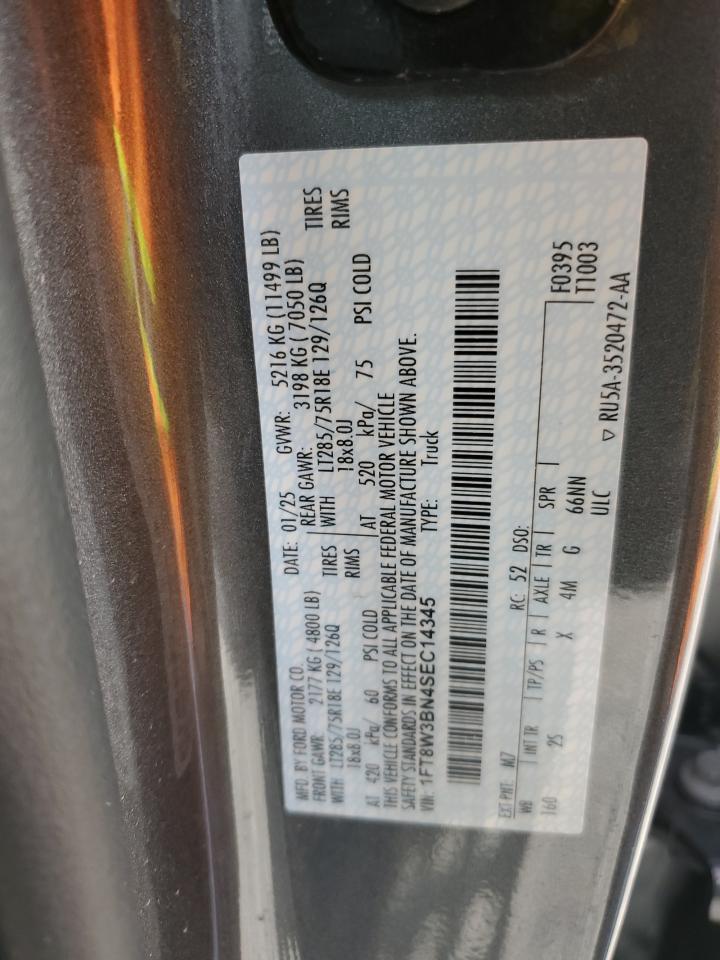 MFD. BY FORD MOTOR CO. DATE: 01/25 GVWR: 5216 KG (11499 LB)
FRONT GAWR: 2177 KG ( 4800 LB) REAR GAWR: 3198 KG ( 7050 LB)
WITH LT285/75R18E 129/126Q TIRES WITH LT285/75R18E 129/126Q TIRES
18x8.0J RIMS 18x8.0J RIMS
AT 420 kPa/ 60 PSI COLD AT 520 kPa/ 75 PSI COLD
THIS VEHICLE CONFORMS TO ALL APPLICABLE FEDERAL MOTOR VEHICLE
SAFETY STANDARDS IN EFFECT ON THE DATE OF MANUFACTURE SHOWN ABOVE.
VIN: 1FT8W3BN4SEC14345 TYPE: Truck
EXT PNT: M7 RC: 52 DSO:
WB INT TR TP/PS R AXLE TR SPR F0395
160 2S X 4M G 66NN T1003
ULC
▽ RU5A-3520472-AA